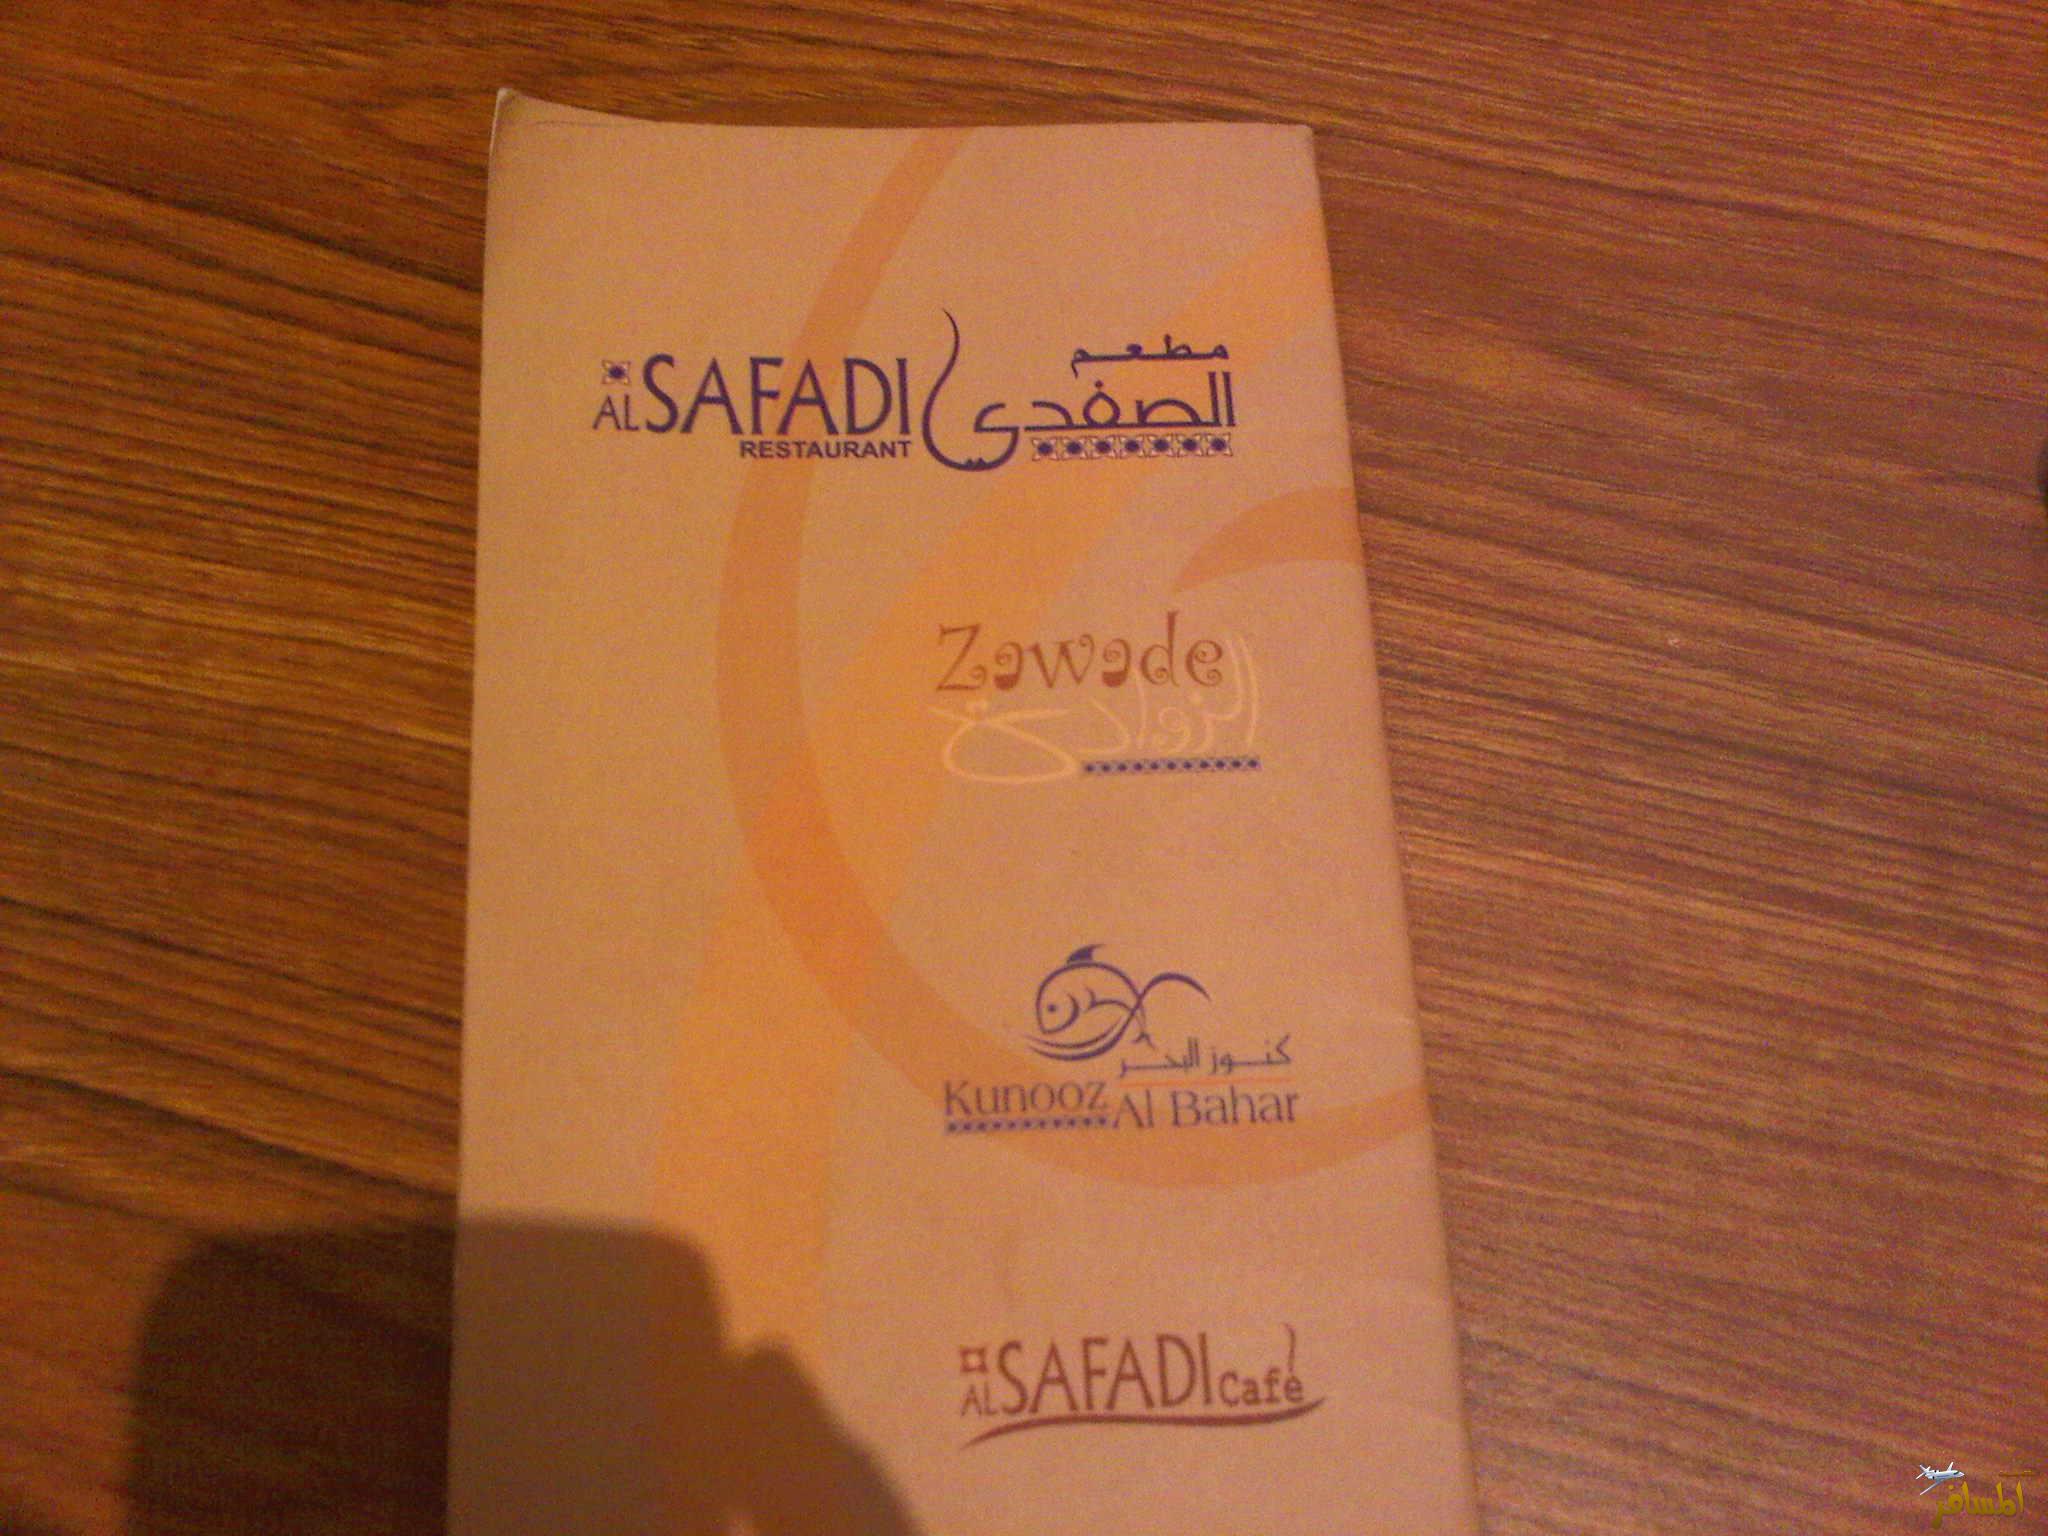 AL SAFADI
RESTAURANT
مطعم
الصفدي
Zawade
الزوادة
كنوز البحر
Kunooz Al Bahar
AL SAFADI Café
المسافر